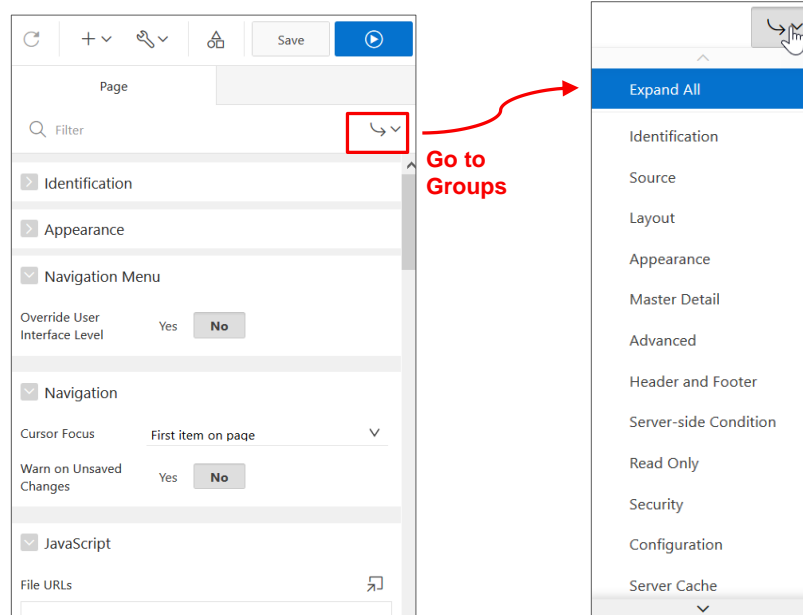 Save
Page
Filter
Go to
Groups
Identification
Appearance
Navigation Menu
Override User
Interface Level
Yes
No
Navigation
Cursor Focus
First item on page
Warn on Unsaved
Changes
Yes
No
JavaScript
File URLs
Expand All
Identification
Source
Layout
Appearance
Master Detail
Advanced
Header and Footer
Server-side Condition
Read Only
Security
Configuration
Server Cache